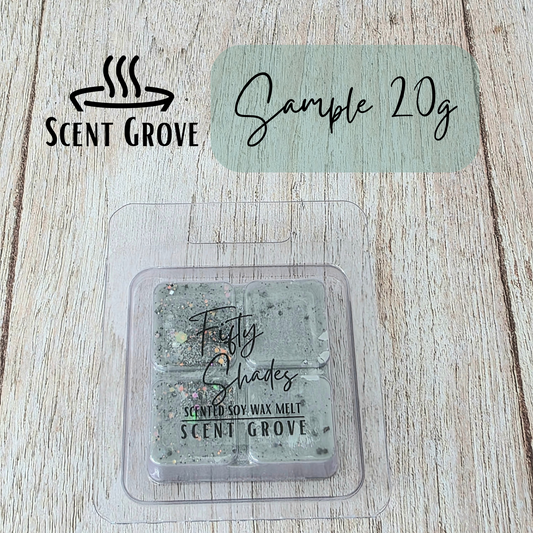 SCENT GROVE
Sample 20g
Fifty
Shades
SCENTED SOY WAX MELT
SCENT GROVE